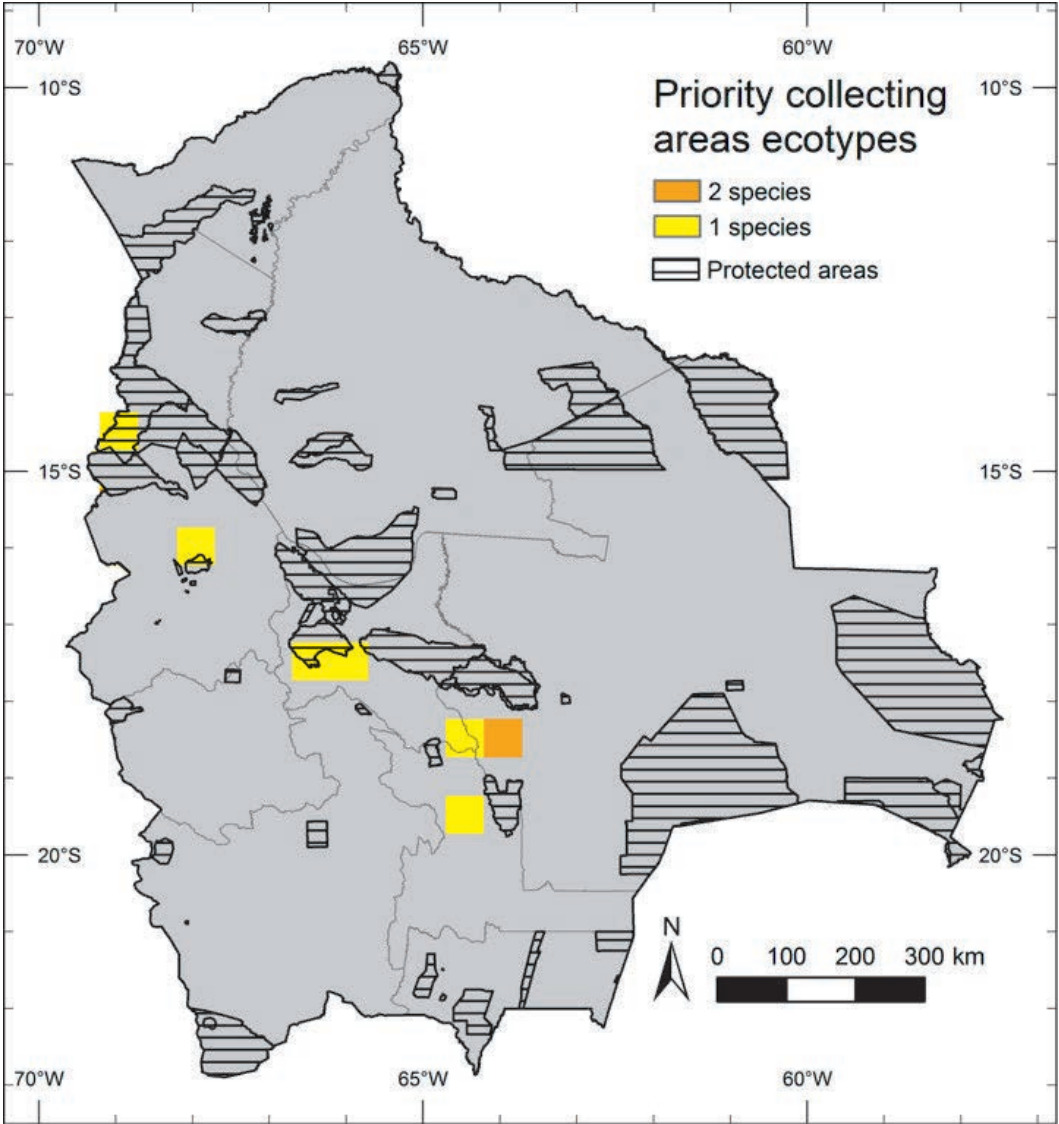 70°W 65°W 60°W
10°S 10°S
Priority collecting
areas ecotypes
2 species
1 species
Protected areas
15°S 15°S
20°S 20°S
N
0 100 200 300 km
70°W 65°W 60°W